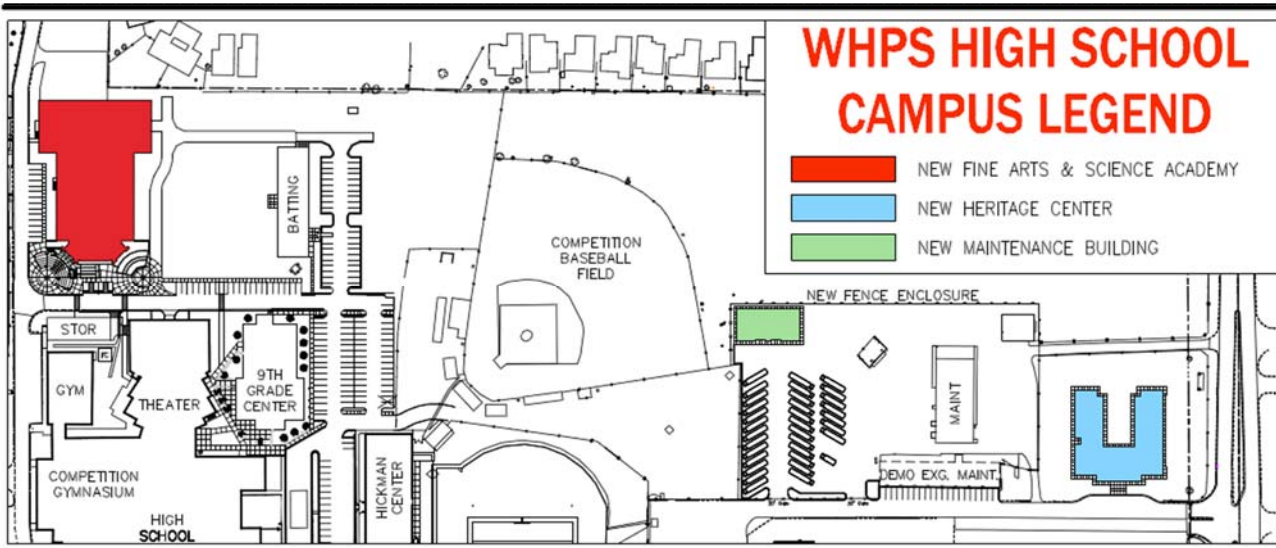 WHPS HIGH SCHOOL
CAMPUS LEGEND
NEW FINE ARTS & SCIENCE ACADEMY
NEW HERITAGE CENTER
NEW MAINTENANCE BUILDING
BATTING
COMPETITION
BASEBALL
FIELD
NEW FENCE ENCLOSURE
STOR
GYM
THEATER
9TH
GRADE
CENTER
MAINT
DEMO EXG. MAINT.
COMPETITION
GYMNASIUM
HICKMAN
CENTER
HIGH
SCHOOL